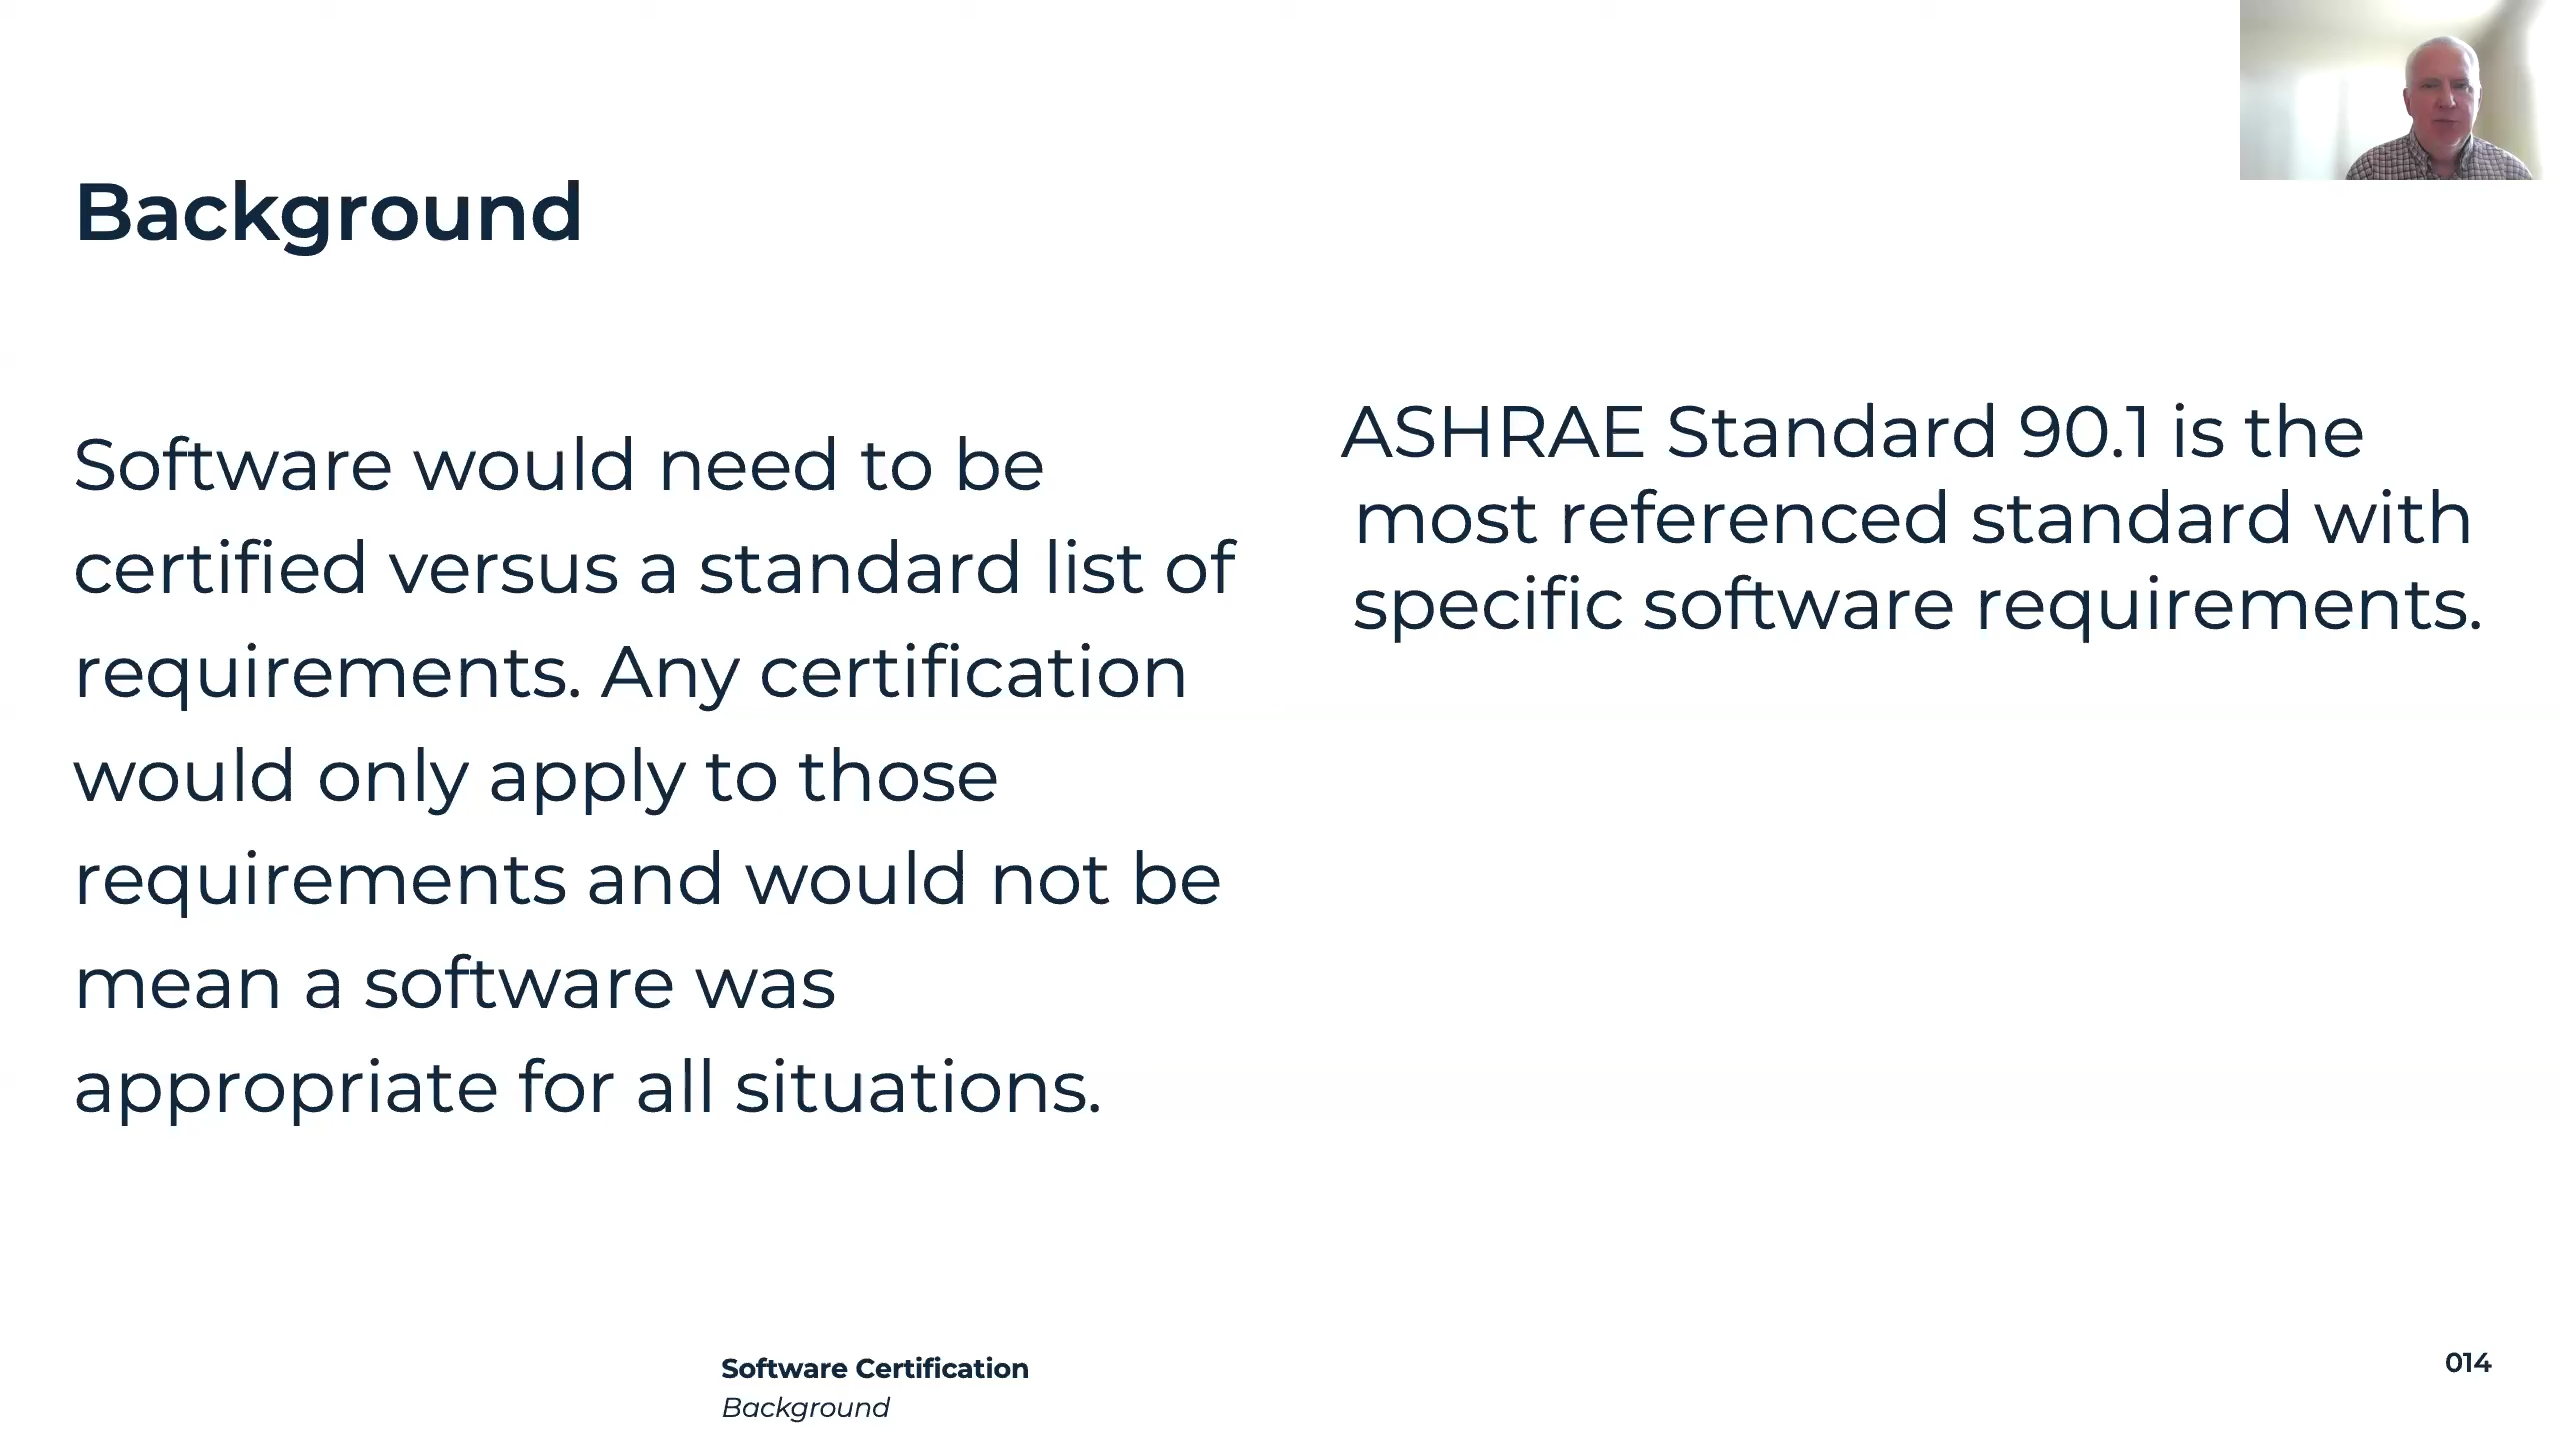 Background
Software would need to be
certified versus a standard list of
requirements. Any certification
would only apply to those
requirements and would not be
mean a software was
appropriate for all situations.
ASHRAE Standard 90.1 is the
most referenced standard with
specific software requirements.
Software Certification
Background
014